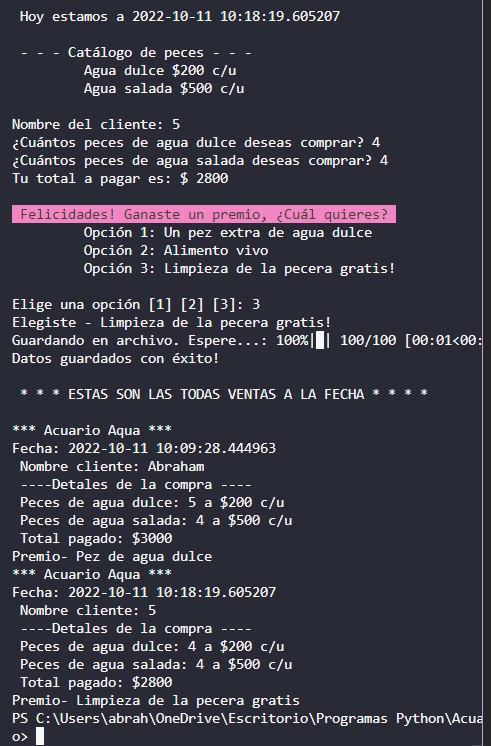 Hoy estamos a 2022-10-11 10:18:19.605207
- - - Catálogo de peces - - -
Agua dulce $200 c/u
Agua salada $500 c/u
Nombre del cliente: 5
¿Cuántos peces de agua dulce deseas comprar? 4
¿Cuántos peces de agua salada deseas comprar? 4
Tu total a pagar es: $ 2800
Felicidades! Ganaste un premio, ¿Cuál quieres?
Opción 1: Un pez extra de agua dulce
Opción 2: Alimento vivo
Opción 3: Limpieza de la pecera gratis!
Elige una opción [1] [2] [3]: 3
Elegiste - Limpieza de la pecera gratis!
Guardando en archivo. Espere...: 100%|█| 100/100 [00:01<00:
Datos guardados con éxito!
* * * ESTAS SON LAS TODAS VENTAS A LA FECHA * * * *
*** Acuario Aqua ***
Fecha: 2022-10-11 10:09:28.444963
Nombre cliente: Abraham
----Detales de la compra ----
Peces de agua dulce: 5 a $200 c/u
Peces de agua salada: 4 a $500 c/u
Total pagado: $3000
Premio- Pez de agua dulce
*** Acuario Aqua ***
Fecha: 2022-10-11 10:18:19.605207
Nombre cliente: 5
----Detales de la compra ----
Peces de agua dulce: 4 a $200 c/u
Peces de agua salada: 4 a $500 c/u
Total pagado: $2800
Premio- Limpieza de la pecera gratis
PS C:\Users\abrah\OneDrive\Escritorio\Programas Python\Acua
o>